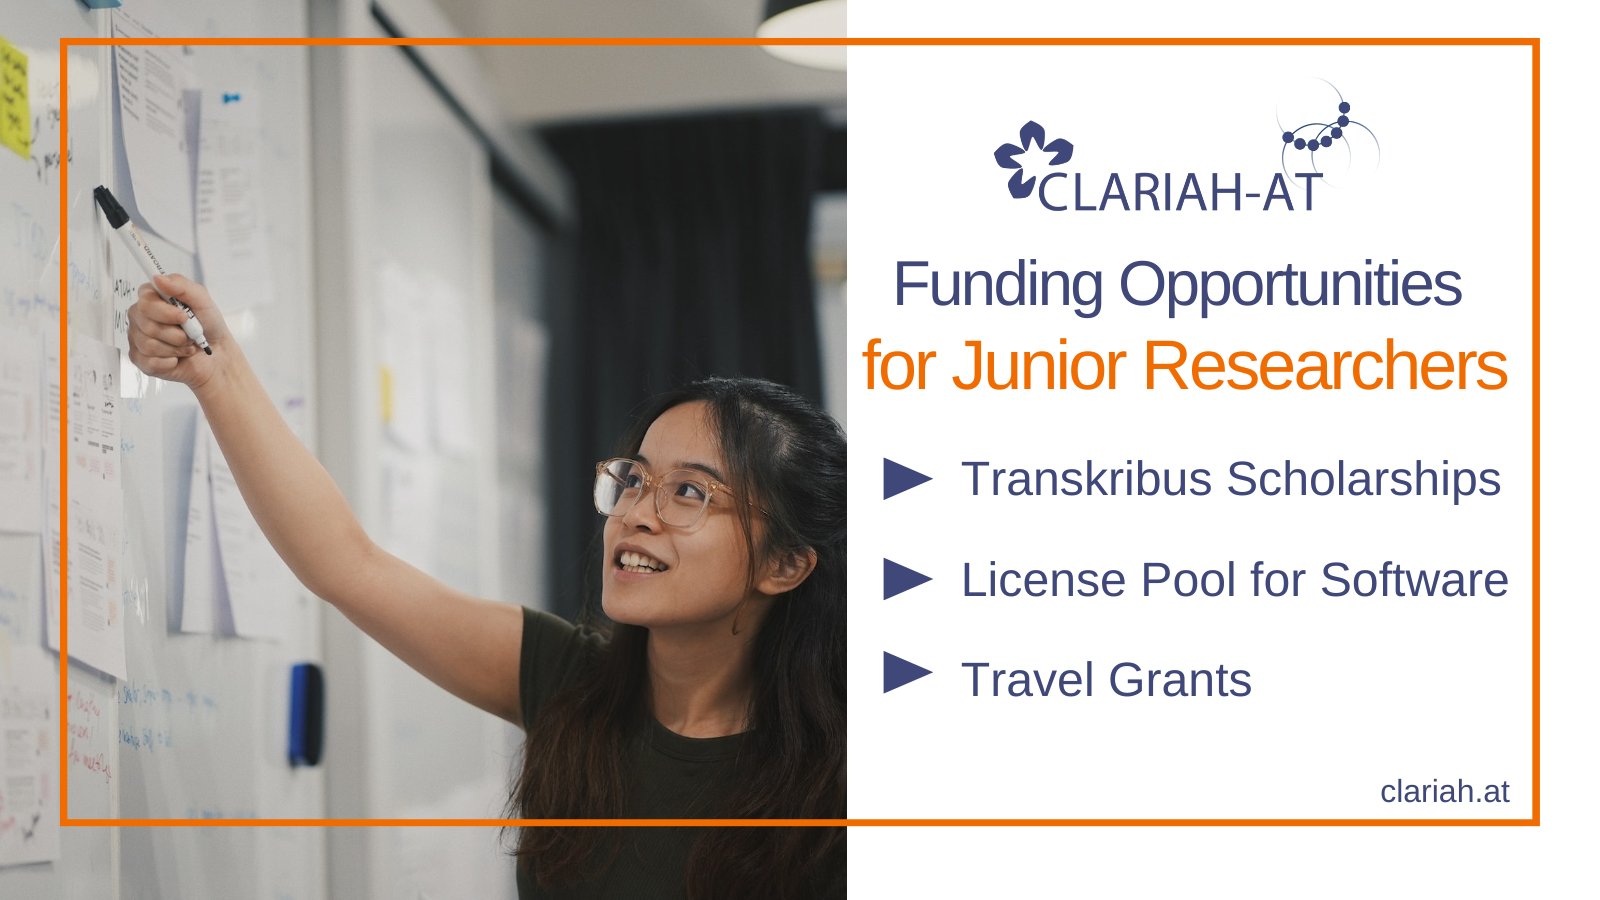 CLARIAH-AT
Funding Opportunities
for Junior Researchers
Transkribus Scholarships
License Pool for Software
Travel Grants
clariah.at